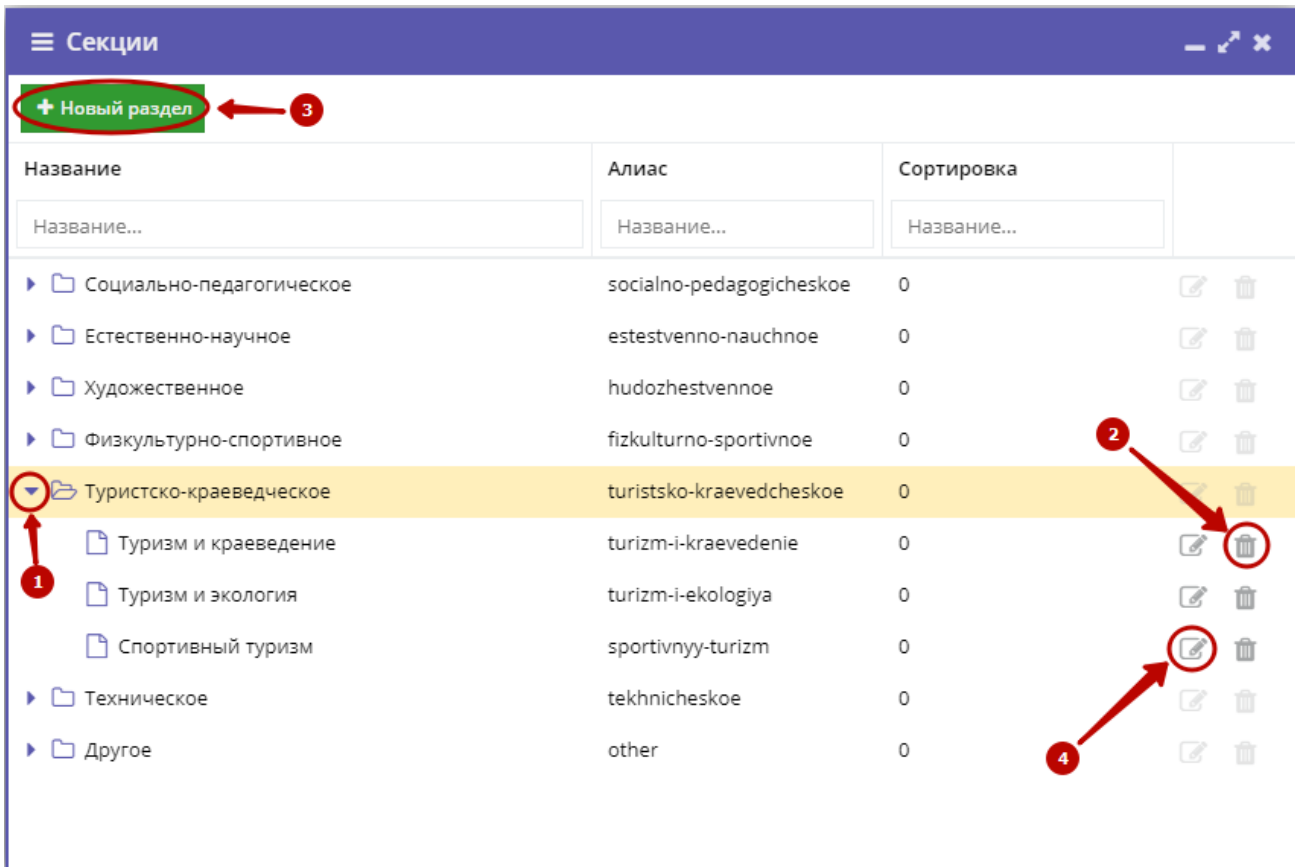 Секции
Новый раздел 3
Название Алиас Сортировка
Название... Название... Название...
Социально-педагогическое socialno-pedagogicheskoe 0
Естественно-научное estestvenno-nauchnoe 0
Художественное hudozhestvennoe 0
Физкультурно-спортивное fizkulturno-sportivnoe 0 2
Туристско-краеведческое turistsko-kraevedcheskoe 0
Туризм и краеведение turizm-i-kraevedenie 0
1
Туризм и экология turizm-i-ekologiya 0
Спортивный туризм sportivnyy-turizm 0
Техническое tekhnicheskoe 0
Другое other 0 4